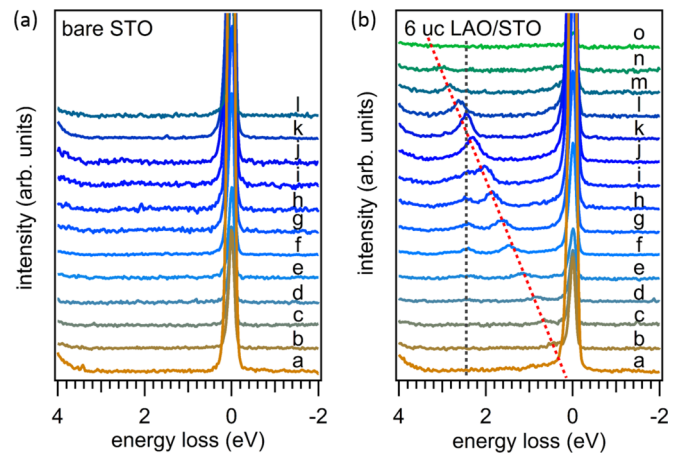 (a)
bare STO
l
k
j
i
h
g
f
e
d
c
b
a
intensity (arb. units)
4
2
0
-2
energy loss (eV)
(b)
6 uc LAO/STO
o
n
m
l
k
j
i
h
g
f
e
d
c
b
a
intensity (arb. units)
4
2
0
-2
energy loss (eV)